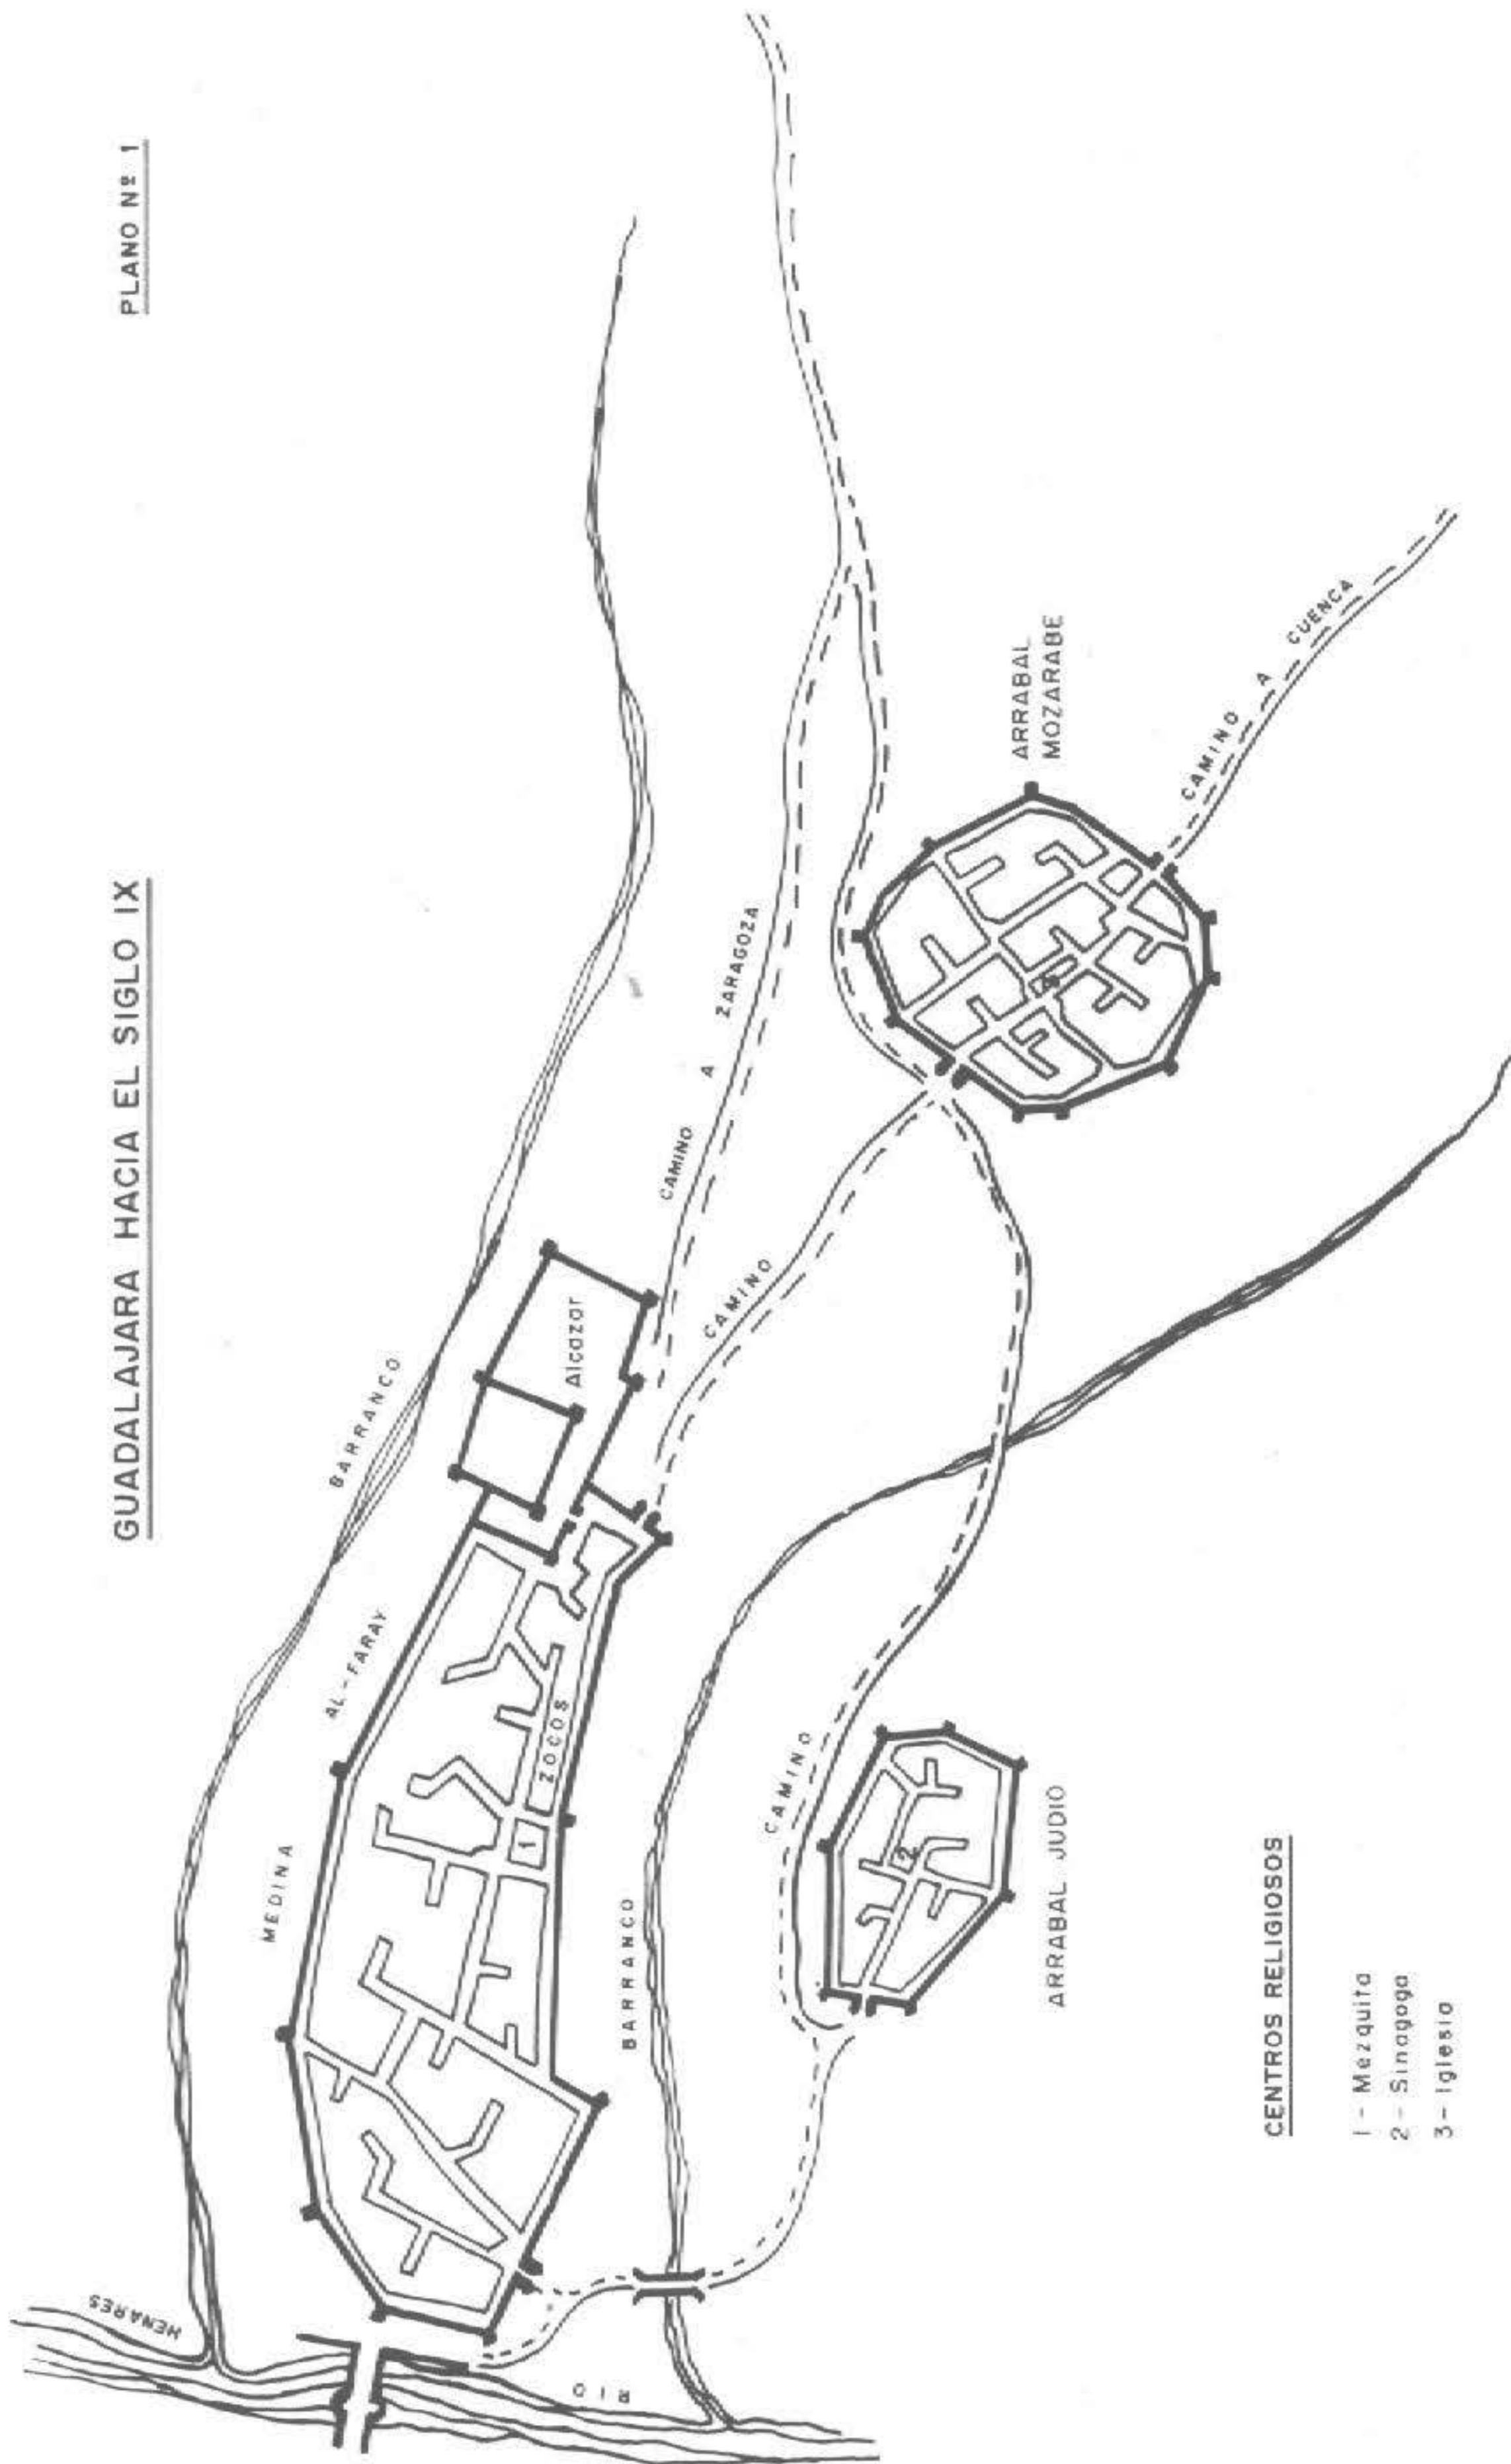 PLANO Nº 1
GUADALAJARA HACIA EL SIGLO IX
BARRANCO
MEDINA AL-FARAY
HENARES
RIO
Alcazar
ZOCOS
1
CAMINO A ZARAGOZA
CAMINO
BARRANCO
CAMINO
ARRABAL
MOZARABE
CAMINO A CUENCA
2
ARRABAL JUDIO
CENTROS RELIGIOSOS
1 - Mezquita
2 - Sinagoga
3 - Iglesia